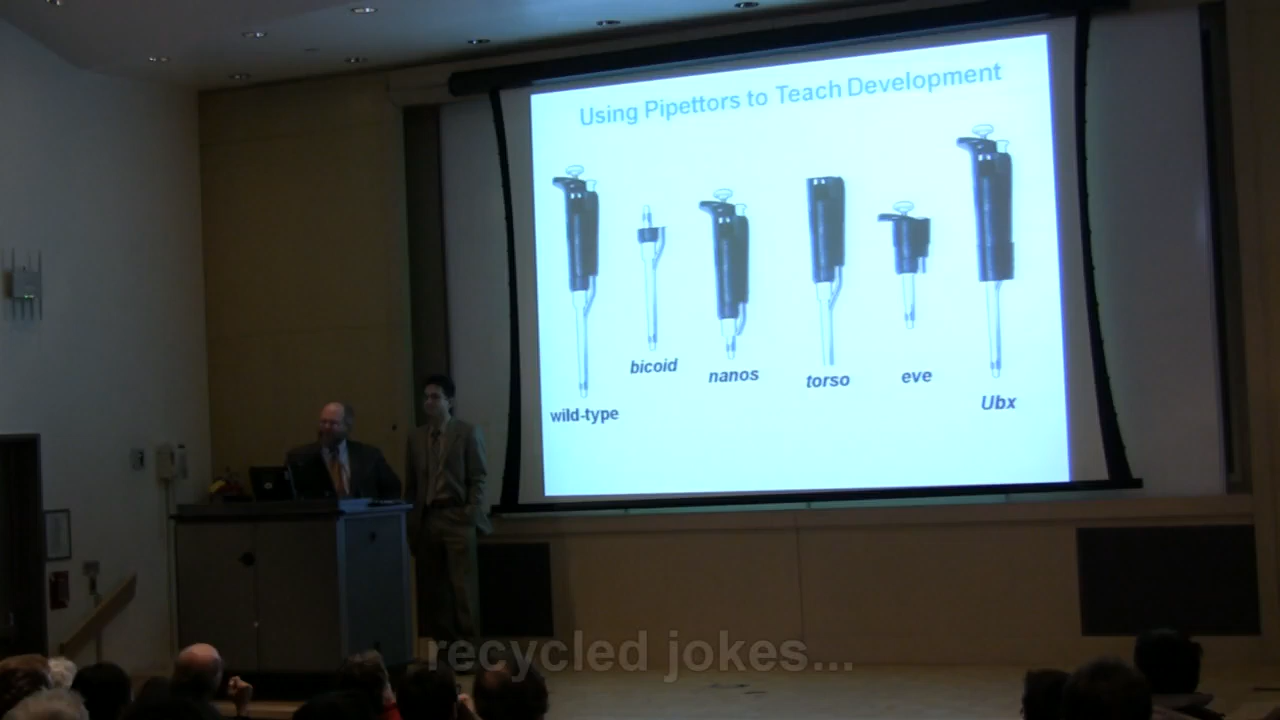 Using Pipettors to Teach Development
wild-type
bicoid
nanos
torso
eve
Ubx
recycled jokes...